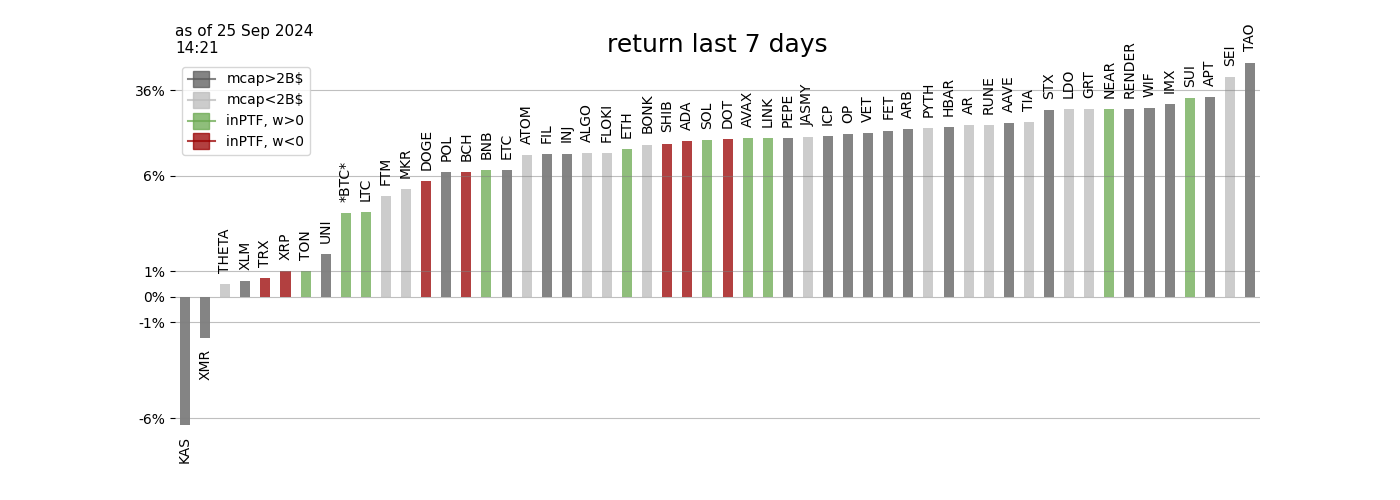 as of 25 Sep 2024
14:21
return last 7 days
mcap>2B$
mcap<2B$
inPTF, w>0
inPTF, w<0
36%
6%
1%
0%
-1%
-6%
KAS
XMR
THETA
XLM
TRX
XRP
TON
UNI
*BTC*
LTC
FTM
MKR
DOGE
POL
BCH
BNB
ETC
ATOM
FIL
INJ
ALGO
FLOKI
ETH
BONK
SHIB
ADA
SOL
DOT
AVAX
LINK
PEPE
JASMY
ICP
OP
VET
FET
ARB
PYTH
HBAR
AR
RUNE
AAVE
TIA
STX
LDO
GRT
NEAR
RENDER
WIF
IMX
SUI
APT
SEI
TAO